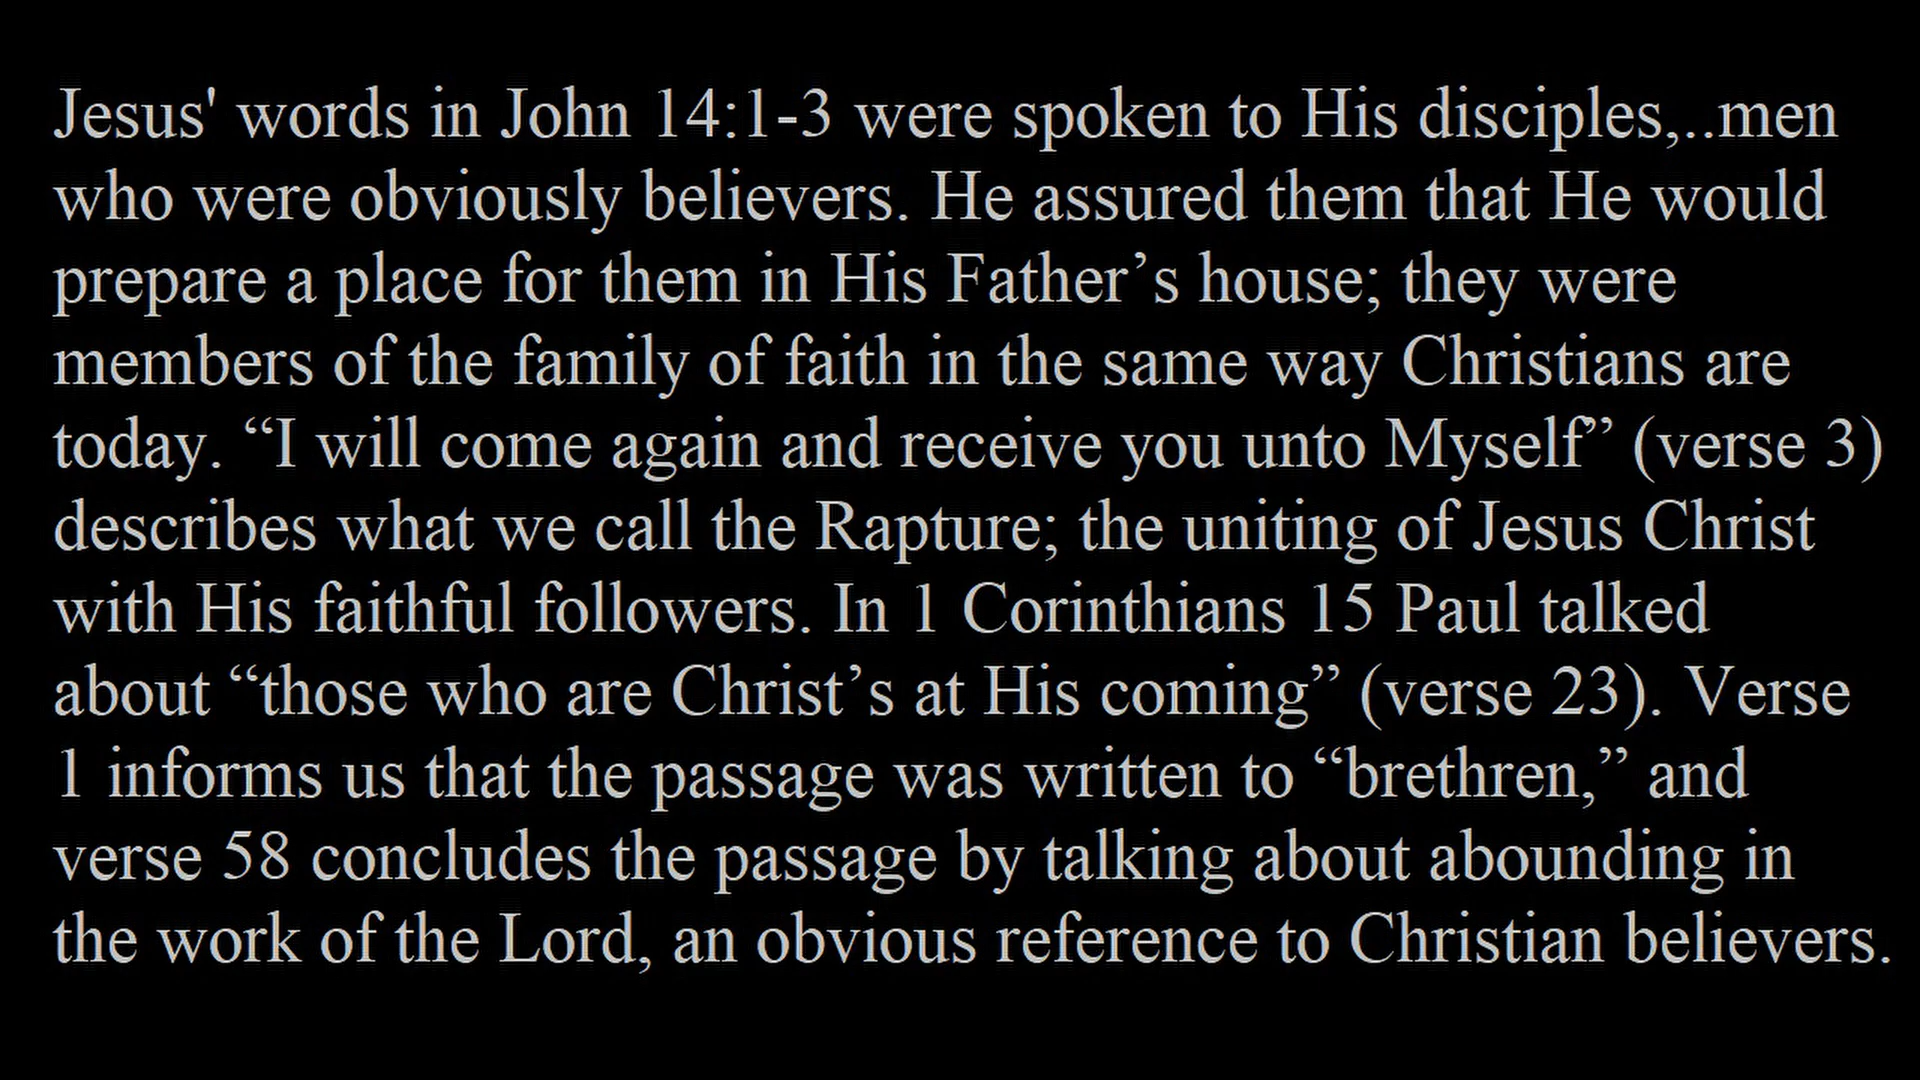 Jesus' words in John 14:1-3 were spoken to His disciples,..men
who were obviously believers. He assured them that He would
prepare a place for them in His Father’s house; they were
members of the family of faith in the same way Christians are
today. “I will come again and receive you unto Myself” (verse 3)
describes what we call the Rapture; the uniting of Jesus Christ
with His faithful followers. In 1 Corinthians 15 Paul talked
about “those who are Christ’s at His coming” (verse 23). Verse
1 informs us that the passage was written to “brethren,” and
verse 58 concludes the passage by talking about abounding in
the work of the Lord, an obvious reference to Christian believers.